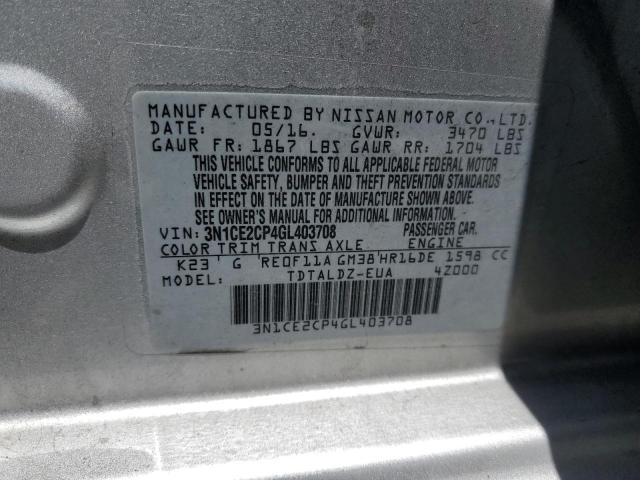 MANUFACTURED BY NISSAN MOTOR CO.,LTD.
DATE: 05/16. GVWR: 3470 LBS
GAWR FR: 1867 LBS GAWR RR: 1704 LBS
THIS VEHICLE CONFORMS TO ALL APPLICABLE FEDERAL MOTOR
VEHICLE SAFETY, BUMPER AND THEFT PREVENTION STANDARDS
IN EFFECT ON THE DATE OF MANUFACTURE SHOWN ABOVE.
SEE OWNER'S MANUAL FOR ADDITIONAL INFORMATION.
VIN: 3N1CE2CP4GL403708 PASSENGER CAR.
COLOR TRIM TRANS AXLE ENGINE
K23 G RE0F11A GM38 HR16DE 1598 CC
MODEL: TDTALDZ-EUA 4Z000
3N1CE2CP4GL403708